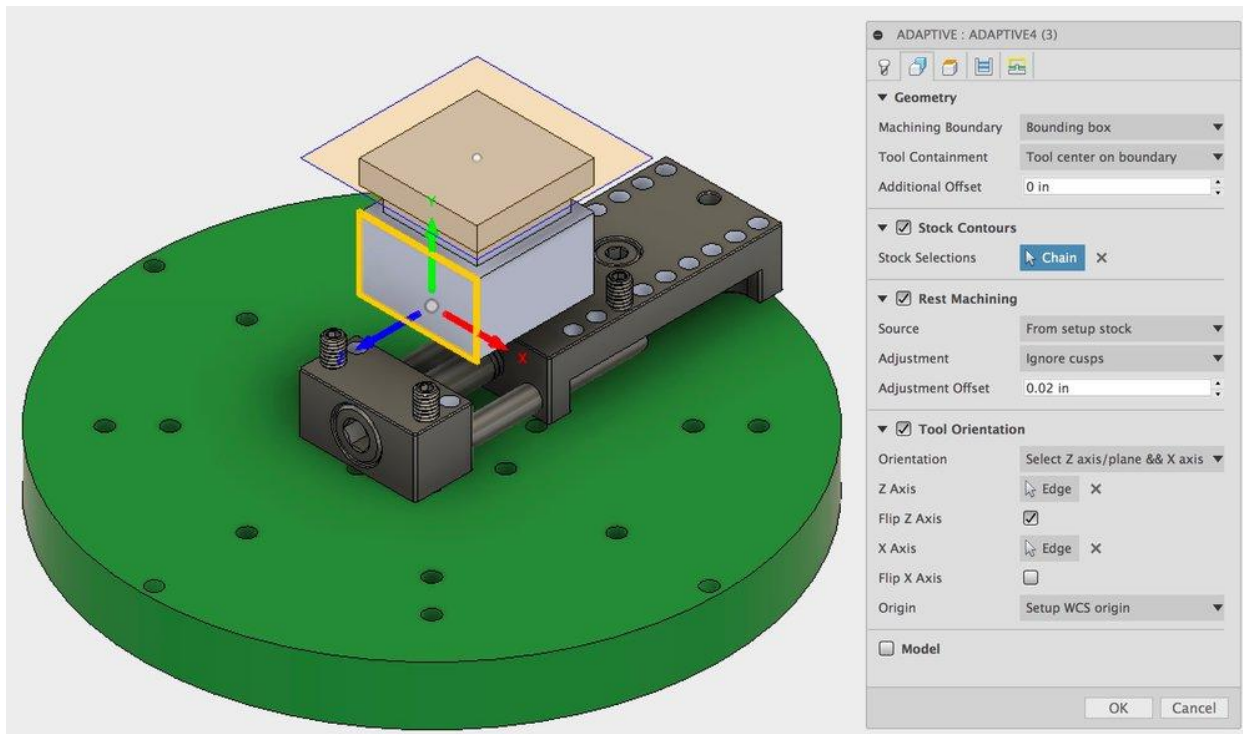 ADAPTIVE : ADAPTIVE4 (3)
Geometry
Machining Boundary Bounding box
Tool Containment Tool center on boundary
Additional Offset 0 in
Stock Contours
Stock Selections Chain
Rest Machining
Source From setup stock
Adjustment Ignore cusps
Adjustment Offset 0.02 in
Tool Orientation
Orientation Select Z axis/plane && X axis
Z Axis Edge
Flip Z Axis
X Axis Edge
Flip X Axis
Origin Setup WCS origin
Model
OK Cancel
Y
Z
X